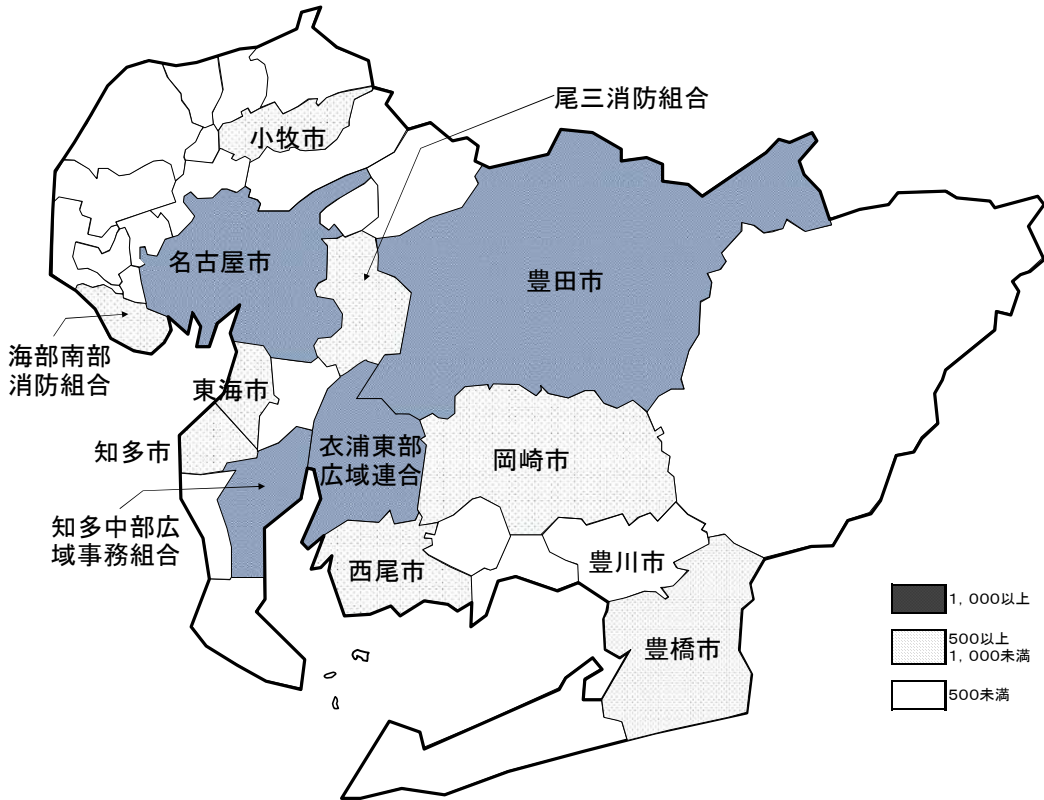 尾三消防組合
小牧市
名古屋市
豊田市
海部南部
消防組合
東海市
知多市
衣浦東部
広域連合
岡崎市
知多中部広
域事務組合
西尾市
豊川市
豊橋市
1，000以上
500以上
1，000未満
500未満